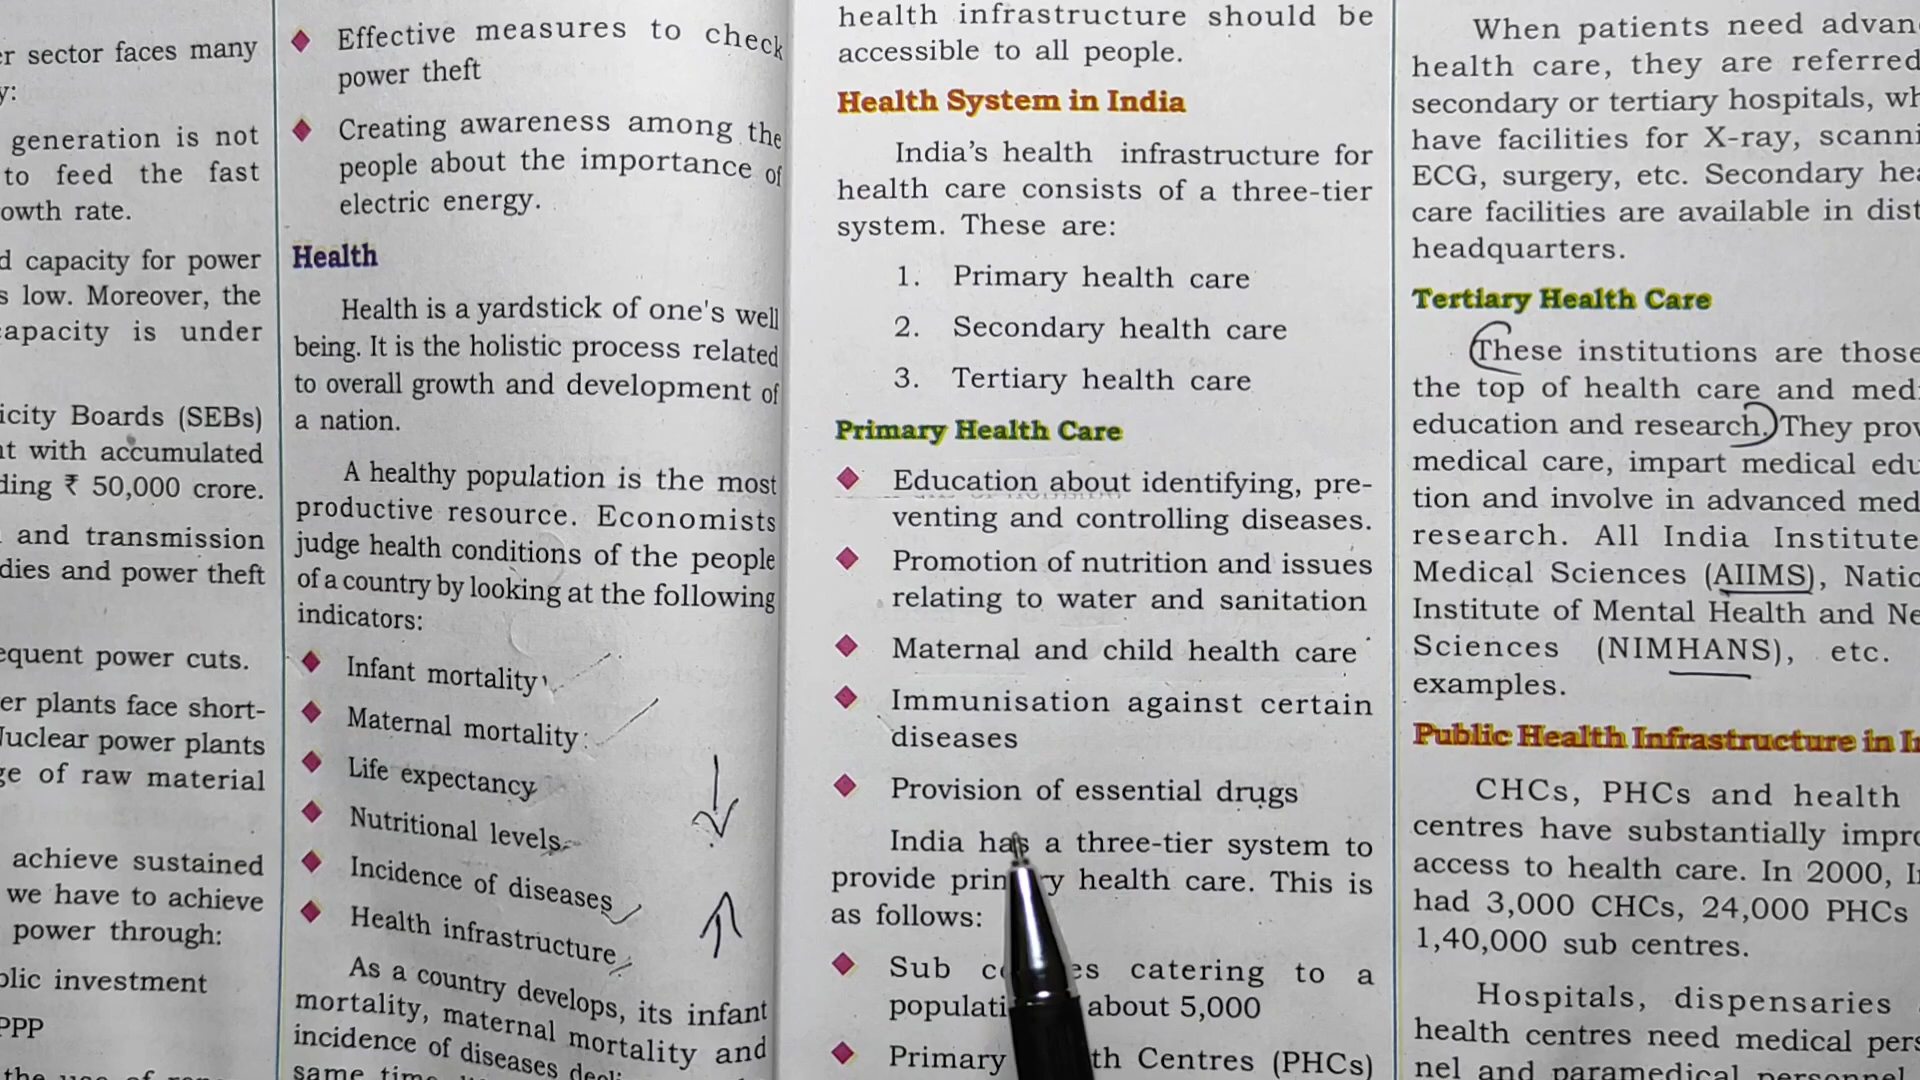 er sector faces many
y:
generation is not
to feed the fast
owth rate.
d capacity for power
s low. Moreover, the
capacity is under
icity Boards (SEBs)
nt with accumulated
ding ₹ 50,000 crore.
and transmission
dies and power theft
equent power cuts.
er plants face short-
Nuclear power plants
ge of raw material
achieve sustained
we have to achieve
power through:
blic investment
PPP
Effective measures to check
power theft
Creating awareness among the
people about the importance of
electric energy.
Health
Health is a yardstick of one's well
being. It is the holistic process related
to overall growth and development of
a nation.
A healthy population is the most
productive resource. Economists
judge health conditions of the people
of a country by looking at the following
indicators:
Infant mortality
Maternal mortality
Life expectancy
Nutritional levels
Incidence of diseases
Health infrastructure
As a country develops, its infant
mortality, maternal mortality and
incidence of diseases
same time
health infrastructure should be
accessible to all people.
Health System in India
India's health infrastructure for
health care consists of a three-tier
system. These are:
1. Primary health care
2. Secondary health care
3. Tertiary health care
Primary Health Care
Education about identifying, pre-
venting and controlling diseases.
Promotion of nutrition and issues
relating to water and sanitation
Maternal and child health care
Immunisation against certain
diseases
Provision of essential drugs
India has a three-tier system to
provide primary health care. This is
as follows:
Sub catering to a
about 5,000
Primary Centres (PHCs)
When patients need advan
health care, they are referred
secondary or tertiary hospitals, wh
have facilities for X-ray, scanni
ECG, surgery, etc. Secondary hea
care facilities are available in dist
headquarters.
Tertiary Health Care
These institutions are those
the top of health care and medi
education and research. They prov
medical care, impart medical edu
tion and involve in advanced med
research. All India Institute
Medical Sciences (AIIMS), Natio
Institute of Mental Health and Ne
Sciences (NIMHANS), etc.
examples.
Public Health Infrastructure in In
CHCs, PHCs and health
centres have substantially impro
access to health care. In 2000, In
had 3,000 CHCs, 24,000 PHCs
1,40,000 sub centres.
Hospitals, dispensaries
health centres need medical pers
nel and paramedical personnel